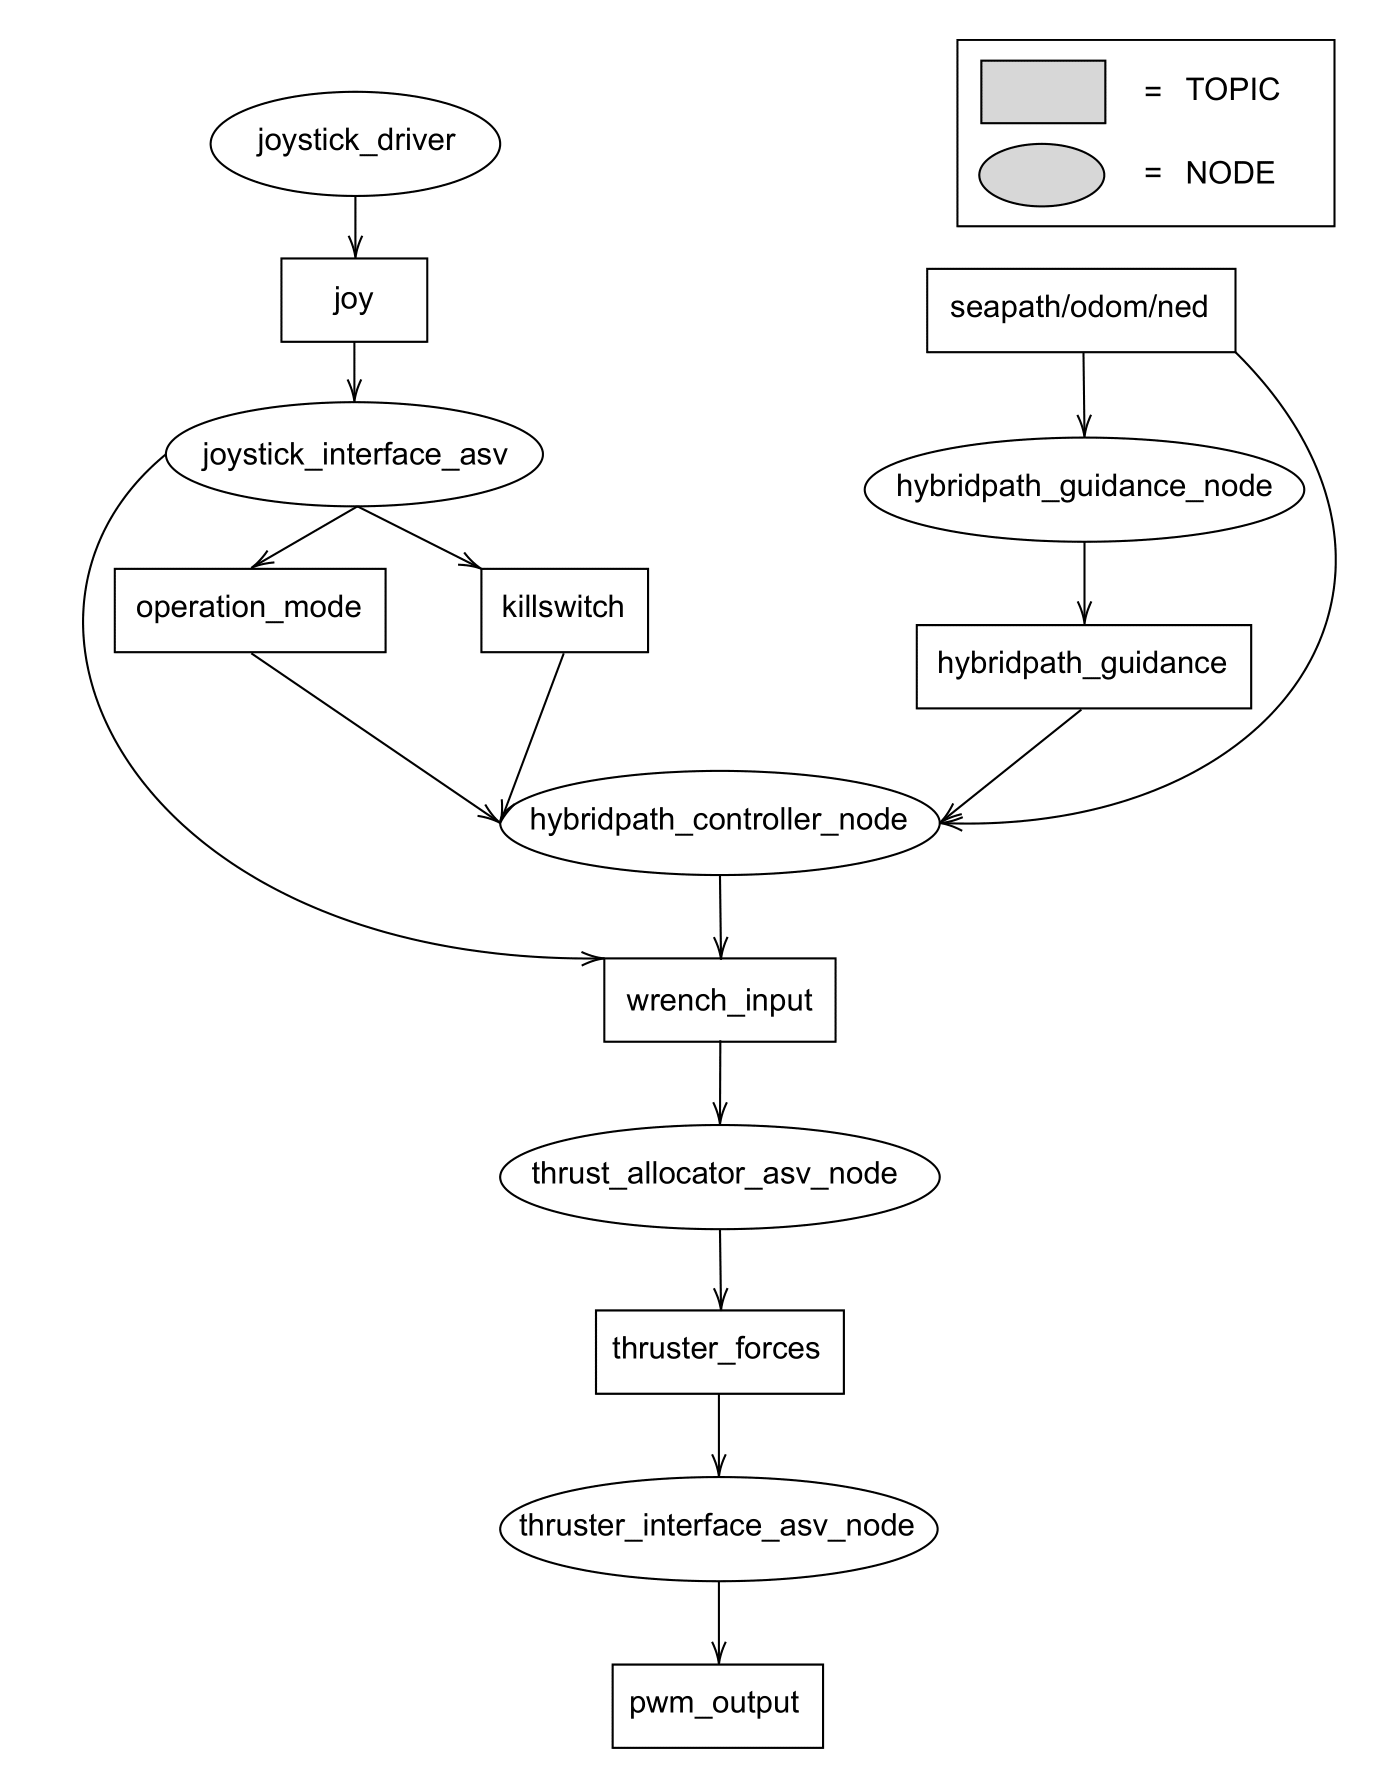 = TOPIC
joystick_driver
= NODE
joy
seapath/odom/ned
joystick_interface_asv
hybridpath_guidance_node
operation_mode
killswitch
hybridpath_guidance
hybridpath_controller_node
wrench_input
thrust_allocator_asv_node
thruster_forces
thruster_interface_asv_node
pwm_output